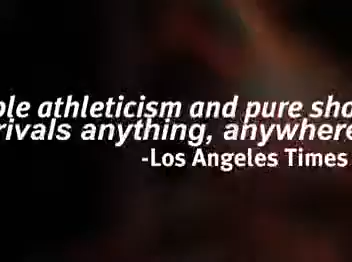 ble athleticism and pure sho
rivals anything, anywhere
-Los Angeles Times